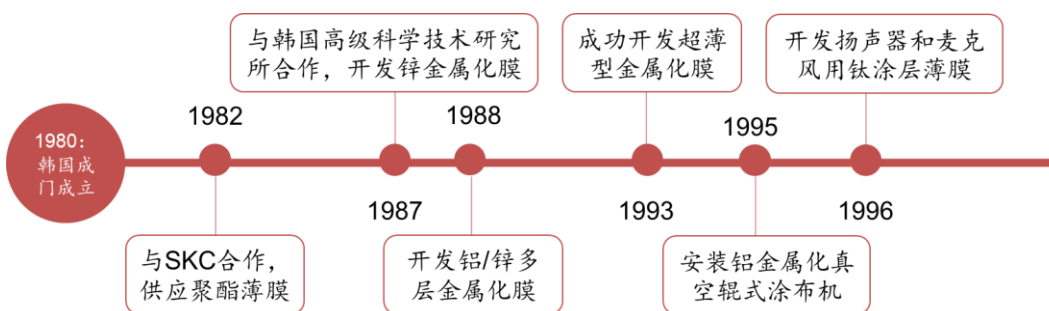 1980：
韩国成
门成立
1982
与SKC合作，
供应聚酯薄膜
与韩国高级科学技术研究
所合作，开发锌金属化膜
1987
1988
开发铝/锌多
层金属化膜
成功开发超薄
型金属化膜
1993
1995
安装铝金属化真
空辊式涂布机
开发扬声器和麦克
风用钛涂层薄膜
1996